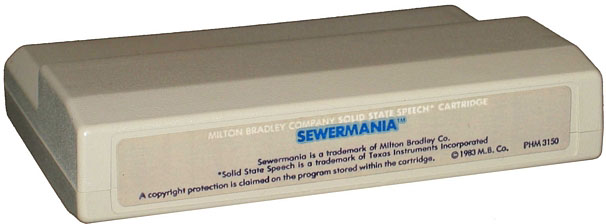 MILTON BRADLEY COMPANY SOLID STATE SPEECH* CARTRIDGE
SEWERMANIA™
Sewermania is a trademark of Milton Bradley Co.
*Solid State Speech is a trademark of Texas Instruments Incorporated
©1983 M.B. Co. PHM 3150
A copyright protection is claimed on the program stored within the cartridge.